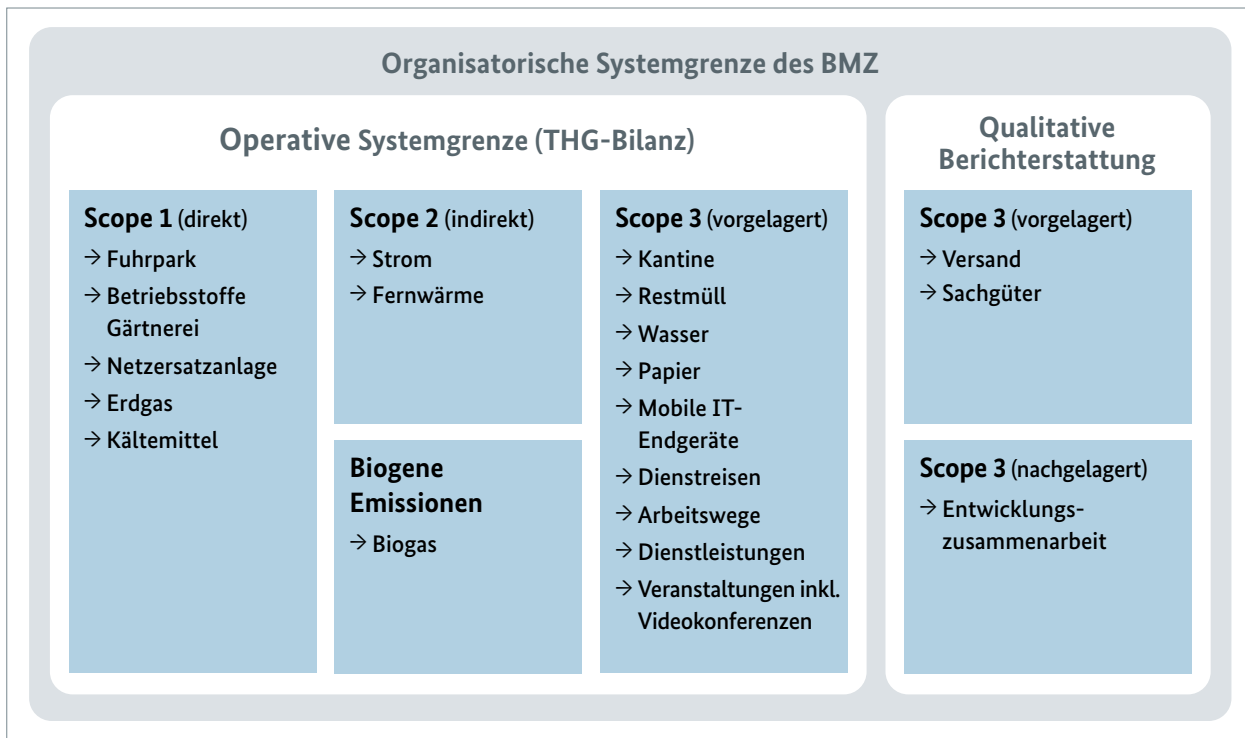 Organisatorische Systemgrenze des BMZ
Operative Systemgrenze (THG-Bilanz)
Scope 1 (direkt)
→ Fuhrpark
→ Betriebsstoffe
Gärtnerei
→ Netzersatzanlage
→ Erdgas
→ Kältemittel
Scope 2 (indirekt)
→ Strom
→ Fernwärme
Biogene
Emissionen
→ Biogas
Scope 3 (vorgelagert)
→ Kantine
→ Restmüll
→ Wasser
→ Papier
→ Mobile IT-
Endgeräte
→ Dienstreisen
→ Arbeitswege
→ Dienstleistungen
→ Veranstaltungen inkl.
Videokonferenzen
Qualitative
Berichterstattung
Scope 3 (vorgelagert)
→ Versand
→ Sachgüter
Scope 3 (nachgelagert)
→ Entwicklungs-
zusammenarbeit